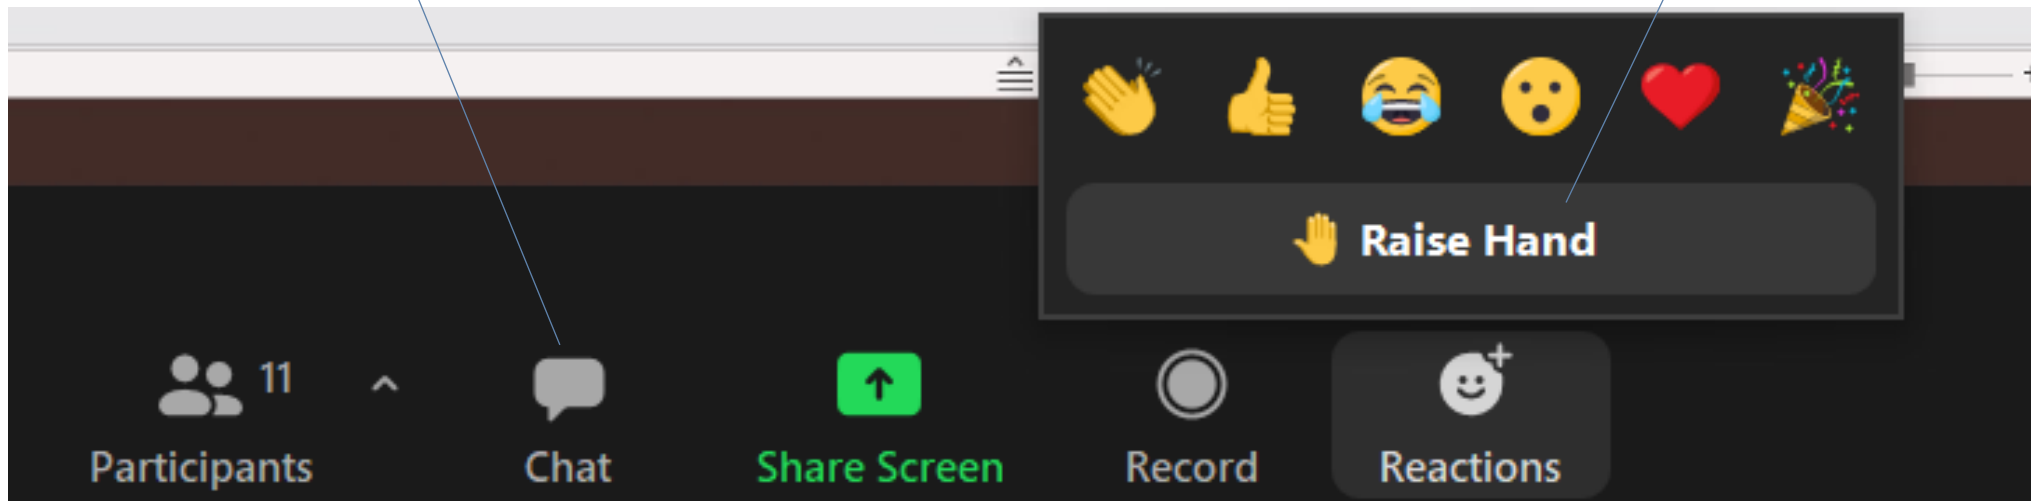 Raise Hand
11
Participants
Chat
Share Screen
Record
Reactions